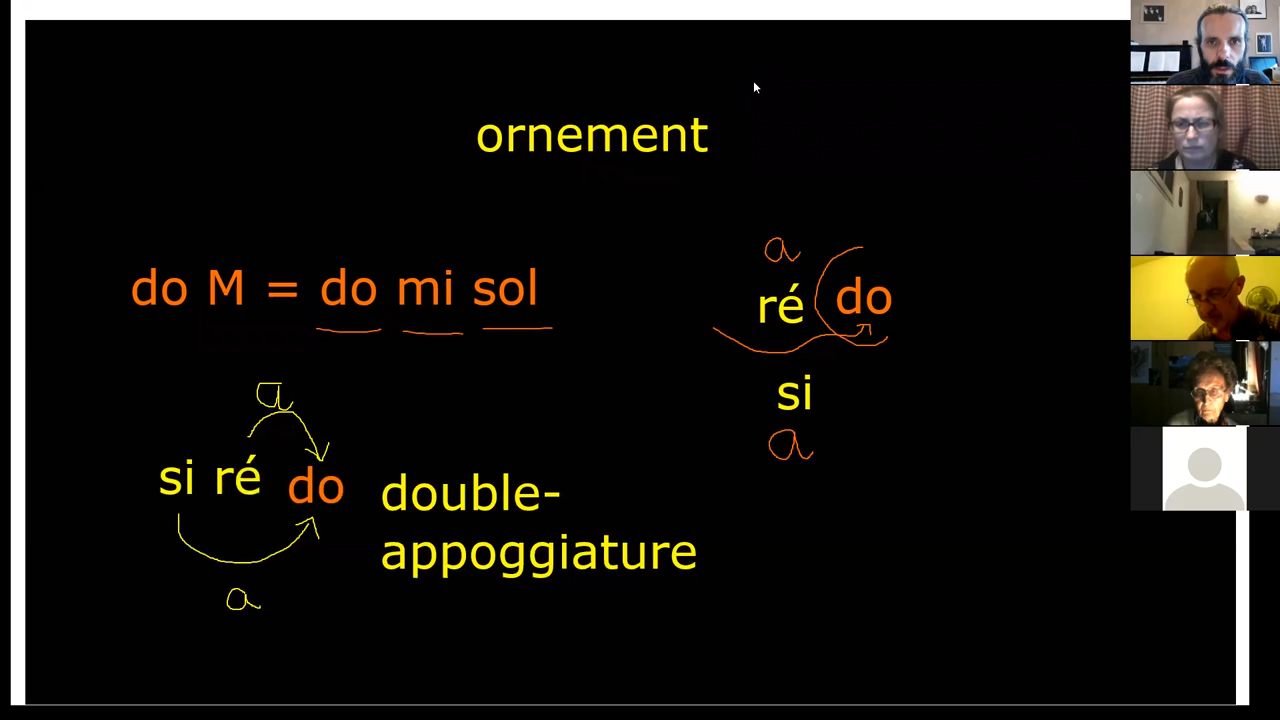 ornement
do M = do mi sol
a
ré do
si
a
a
si ré do
a
double-
appoggiature